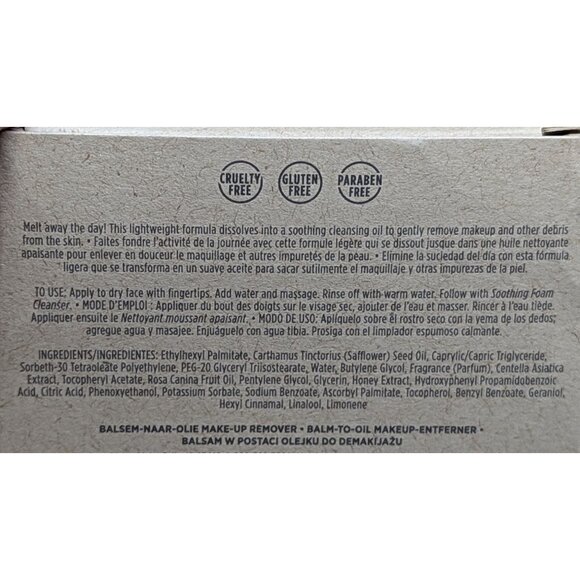 CRUELTY FREE
GLUTEN FREE
PARABEN FREE
Melt away the day! This lightweight formula dissolves into a soothing cleansing oil to gently remove makeup and other debris
from the skin. • Faites fondre l'activité de la journée avec cette formule légère qui se dissout jusque dans une huile nettoyante
apaisante pour enlever en douceur le maquillage et autres impuretés de la peau. • Elimine la suciedad del día con esta fórmula
ligera que se transforma en un suave aceite para sacar sutilmente el maquillaje y otras impurezas de la piel.
TO USE: Apply to dry face with fingertips. Add water and massage. Rinse off with warm water. Follow with Soothing Foam
Cleanser. • MODE D'EMPLOI : Appliquer du bout des doigts sur le visage sec, ajouter de l'eau et masser. Rincer à l'eau tiède.
Appliquer ensuite le Nettoyant moussant apaisant. • MODO DE USO: Aplíquelo sobre el rostro seco con la yema de los dedos;
agregue agua y masajee. Enjuáguelo con agua tibia. Prosiga con el limpiador espumoso calmante.
INGREDIENTS/INGREDIENTES: Ethylhexyl Palmitate, Carthamus Tinctorius (Safflower) Seed Oil, Caprylic/Capric Triglyceride,
Sorbeth-30 Tetraoleate Polyethylene, PEG-20 Glyceryl Triisostearate, Water, Butylene Glycol, Fragrance (Parfum), Centella Asiatica
Extract, Tocopheryl Acetate, Rosa Canina Fruit Oil, Pentylene Glycol, Glycerin, Honey Extract, Hydroxyphenyl Propamidobenzoic
Acid, Citric Acid, Phenoxyethanol, Potassium Sorbate, Sodium Benzoate, Ascorbyl Palmitate, Tocopherol, Benzyl Benzoate, Geraniol,
Hexyl Cinnamal, Linalool, Limonene
BALSEM-NAAR-OLIE MAKE-UP REMOVER • BALM-TO-OIL MAKEUP-ENTFERNER •
BALSAM W POSTACI OLEJKU DO DEMAKIJAŻU